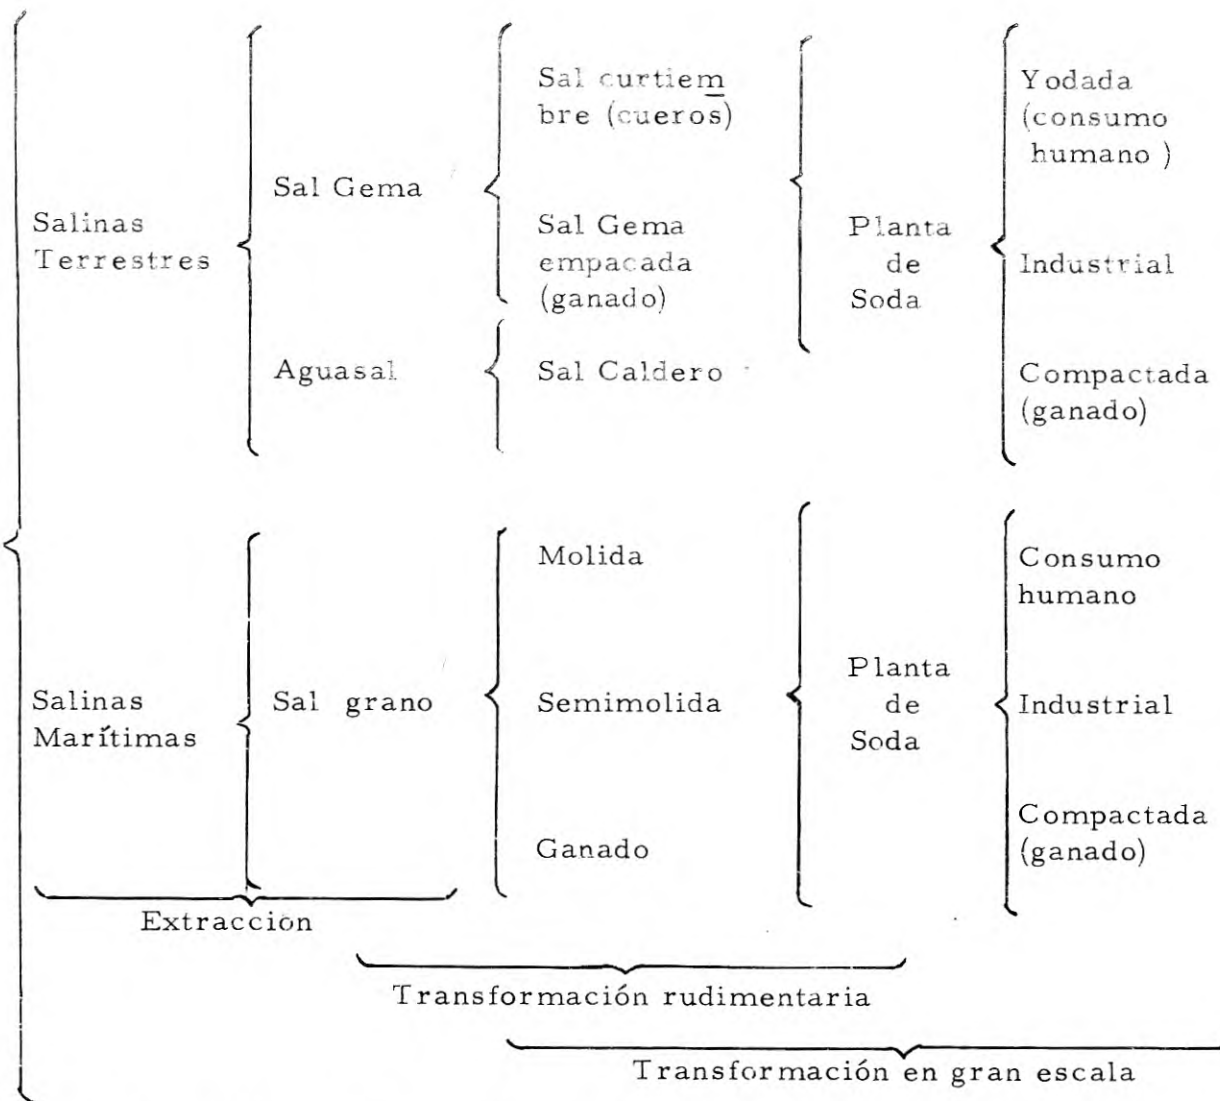 Salinas
Terrestres
Sal Gema
Aguasal
Sal curtiem
bre (cueros)
Sal Gema
empacada
(ganado)
Sal Caldero
Planta
de
Soda
Yodada
(consumo
humano )
Industrial
Compactada
(ganado)
Salinas
Marítimas
Sal grano
Molida
Semimolida
Ganado
Planta
de
Soda
Consumo
humano
Industrial
Compactada
(ganado)
Extraccion
Transformación rudimentaria
Transformación en gran escala